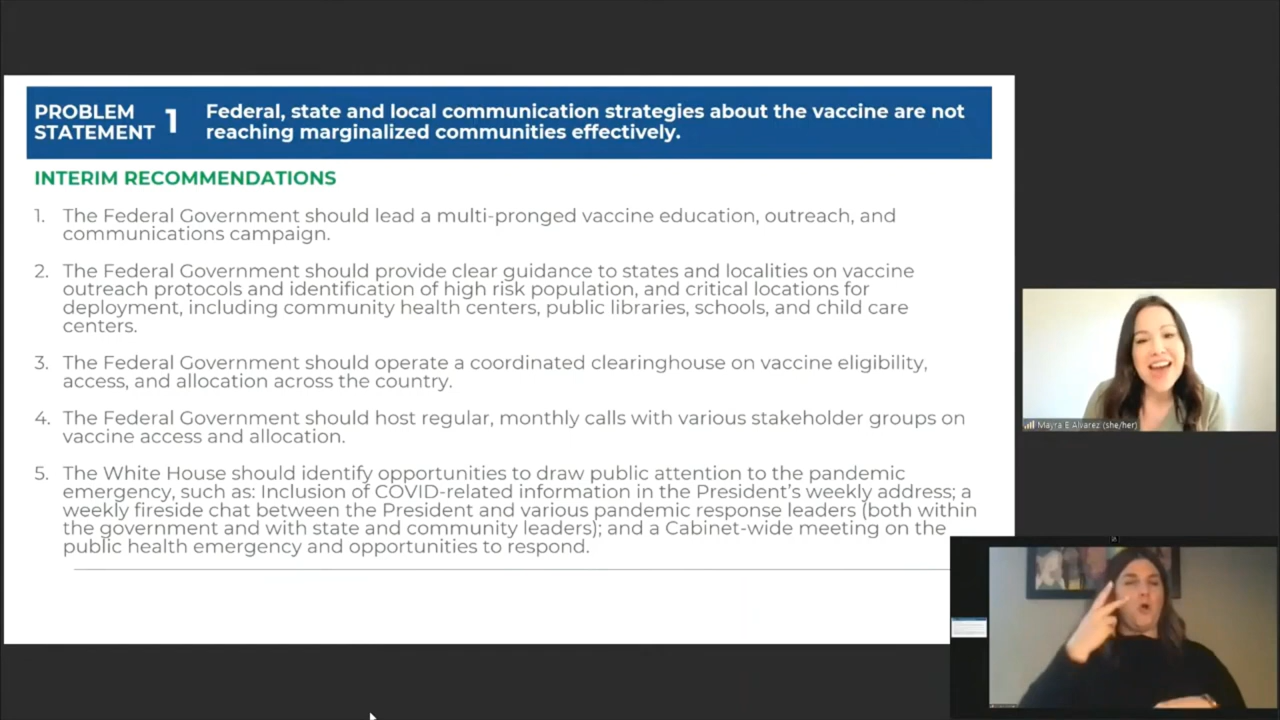 PROBLEM
STATEMENT
1
Federal, state and local communication strategies about the vaccine are not
reaching marginalized communities effectively.
INTERIM RECOMMENDATIONS
1. The Federal Government should lead a multi-pronged vaccine education, outreach, and
communications campaign.
2. The Federal Government should provide clear guidance to states and localities on vaccine
outreach protocols and identification of high risk population, and critical locations for
deployment, including community health centers, public libraries, schools, and child care
centers.
3. The Federal Government should operate a coordinated clearinghouse on vaccine eligibility,
access, and allocation across the country.
4. The Federal Government should host regular, monthly calls with various stakeholder groups on
vaccine access and allocation.
5. The White House should identify opportunities to draw public attention to the pandemic
emergency, such as: Inclusion of COVID-related information in the President's weekly address; a
weekly fireside chat between the President and various pandemic response leaders (both within
the government and with state and community leaders); and a Cabinet-wide meeting on the
public health emergency and opportunities to respond.
Mayra E Alvarez (she/her)